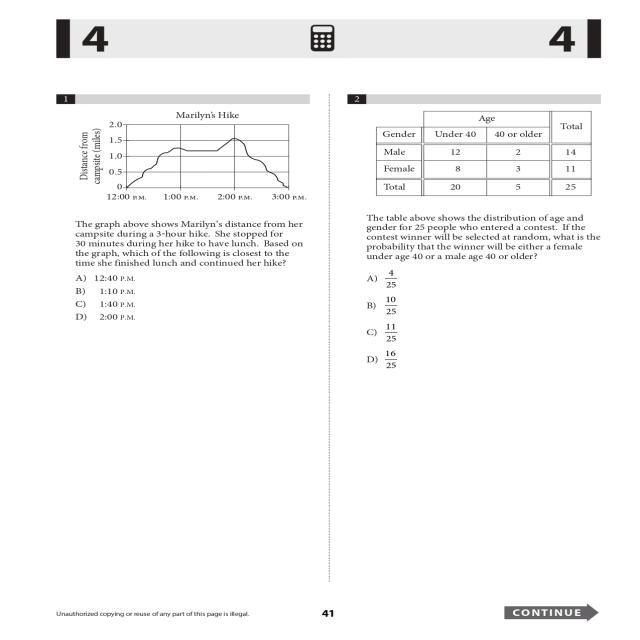 4
4
1
Marilyn's Hike
Distance from
campsite (miles)
2.0
1.5
1.0
0.5
0
12:00 P.M. 1:00 P.M. 2:00 P.M. 3:00 P.M.
The graph above shows Marilyn's distance from her
campsite during a 3-hour hike. She stopped for
30 minutes during her hike to have lunch. Based on
the graph, which of the following is closest to the
time she finished lunch and continued her hike?
A) 12:40 P.M.
B) 1:10 P.M.
C) 1:40 P.M.
D) 2:00 P.M.
2
Age
Gender Under 40 40 or older Total
Male 12 2 14
Female 8 3 11
Total 20 5 25
The table above shows the distribution of age and
gender for 25 people who entered a contest. If the
contest winner will be selected at random, what is the
probability that the winner will be either a female
under age 40 or a male age 40 or older?
A) 4
25
B) 10
25
C) 11
25
D) 16
25
Unauthorized copying or reuse of any part of this page is illegal.
41
CONTINUE